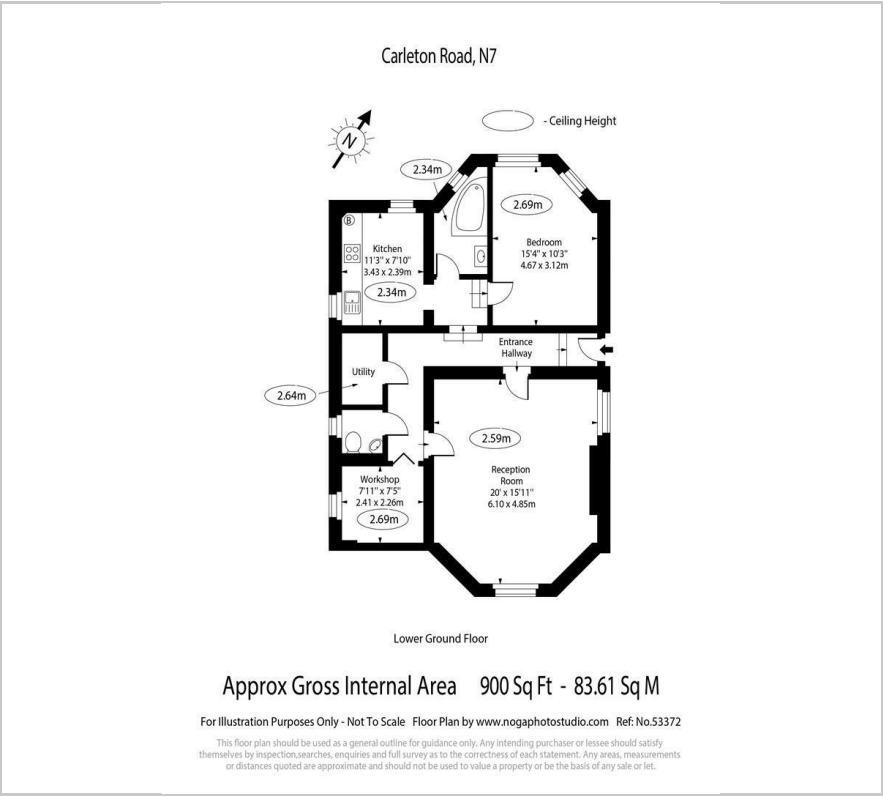 Carleton Road, N7
- Ceiling Height
N
2.34m
2.69m
B
Kitchen
11'3" x 7'10"
3.43 x 2.39m
2.34m
Bedroom
15'4" x 10'3"
4.67 x 3.12m
Entrance
Hallway
Utility
2.64m
2.59m
Reception
Room
20' x 15'11"
6.10 x 4.85m
Workshop
7'11" x 7'5"
2.41 x 2.26m
2.69m
Lower Ground Floor
Approx Gross Internal Area 900 Sq Ft - 83.61 Sq M
For Illustration Purposes Only - Not To Scale Floor Plan by www.nogaphotostudio.com Ref: No.53372
This floor plan should be used as a general outline for guidance only. Any intending purchaser or lessee should satisfy
themselves by inspection,searches, enquiries and full survey as to the correctness of each statement. Any areas, measurements
or distances quoted are approximate and should not be used to value a property or be the basis of any sale or let.